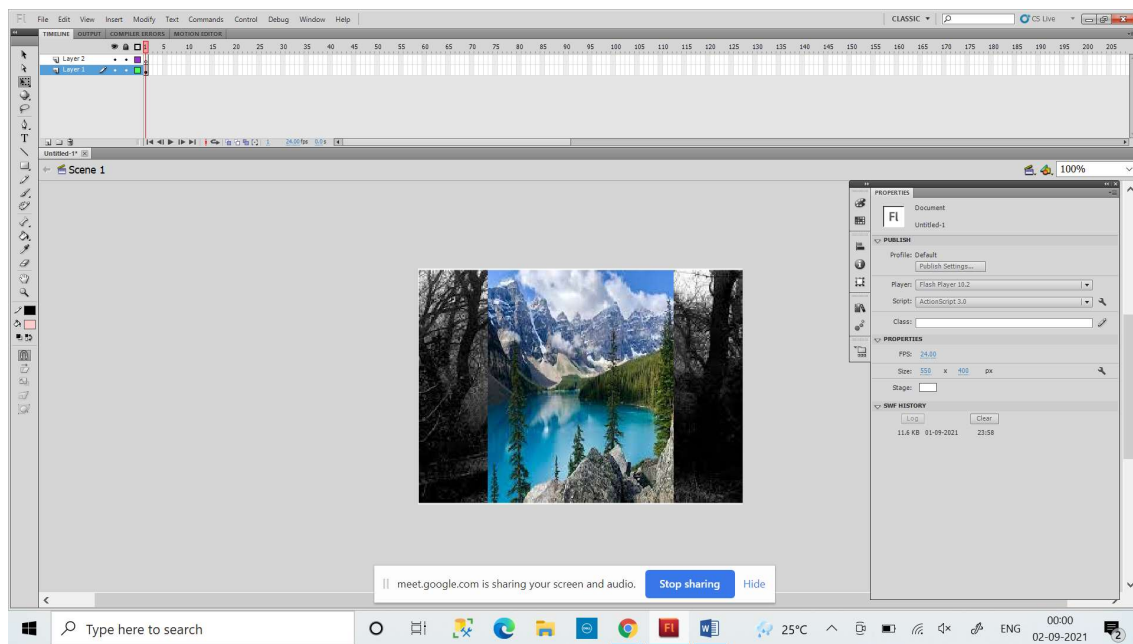 Fl File Edit View Insert Modify Text Commands Control Debug Window Help CLASSIC CS Live
TIMELINE OUTPUT COMPILER ERRORS MOTION EDITOR
1 5 10 15 20 25 30 35 40 45 50 55 60 65 70 75 80 85 90 95 100 105 110 115 120 125 130 135 140 145 150 155 160 165 170 175 180 185 190 195 200 205
Layer 2
Layer 1
1 24.00 fps 0.0 s
Untitled-1*
Scene 1 100%
PROPERTIES
Fl Document
Untitled-1
PUBLISH
Profile: Default
Publish Settings...
Player: Flash Player 10.2
Script: ActionScript 3.0
Class:
PROPERTIES
FPS: 24.00
Size: 550 x 400 px
Stage:
SWF HISTORY
Log Clear
11.6 KB 01-09-2021 23:58
meet.google.com is sharing your screen and audio. Stop sharing Hide
Type here to search Fl W 25°C ENG 00:00
02-09-2021 2